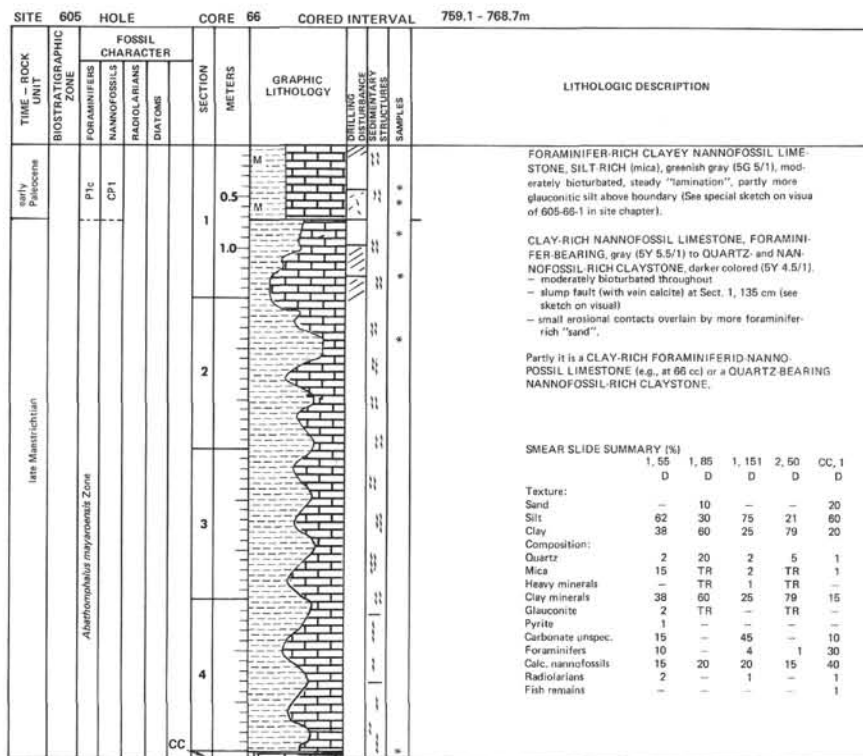 SITE 605 HOLE CORE 66 CORED INTERVAL 759.1 - 768.7m
TIME – ROCK UNIT
BIOSTRATIGRAPHIC ZONE
FOSSIL CHARACTER
FORAMINIFERS
NANNOFOSSILS
RADIOLARIANS
DIATOMS
SECTION
METERS
GRAPHIC LITHOLOGY
DRILLING DISTURBANCE
SEDIMENTARY STRUCTURES
SAMPLES
LITHOLOGIC DESCRIPTION
early Paleocene
P1c
CP1
late Maestrichtian
Abathomphalus mayaroensis Zone
1
0.5
1.0
2
3
4
CC
M
M
*
*
*
*
*
*
FORAMINIFER-RICH CLAYEY NANNOFOSSIL LIME-
STONE, SILT-RICH (mica), greenish gray (5G 5/1), mod-
erately bioturbated, steady "lamination", partly more
glauconitic silt above boundary (See special sketch on visua
of 605-66-1 in site chapter).
CLAY-RICH NANNOFOSSIL LIMESTONE, FORAMINI-
FER-BEARING, gray (5Y 5.5/1) to QUARTZ- and NAN-
NOFOSSIL-RICH CLAYSTONE, darker colored (5Y 4.5/1).
– moderately bioturbated throughout
– slump fault (with vein calcite) at Sect. 1, 135 cm (see
sketch on visual)
– small erosional contacts overlain by more foraminifer-
rich "sand".
Partly it is a CLAY-RICH FORAMINIFERID-NANNO-
POSSIL LIMESTONE (e.g., at 66 cc) or a QUARTZ-BEARING
NANNOFOSSIL-RICH CLAYSTONE.
SMEAR SLIDE SUMMARY (%)
1, 55 1, 85 1, 151 2, 50 CC, 1
D D D D D
Texture:
Sand – 10 – – 20
Silt 62 30 75 21 60
Clay 38 60 25 79 20
Composition:
Quartz 2 20 2 5 1
Mica 15 TR 2 TR 1
Heavy minerals – TR 1 TR –
Clay minerals 38 60 25 79 15
Glauconite 2 TR – TR –
Pyrite 1 – – – –
Carbonate unspec. 15 – 45 – 10
Foraminifers 10 – 4 1 30
Calc. nannofossils 15 20 20 15 40
Radiolarians 2 – 1 – 1
Fish remains – – – – 1